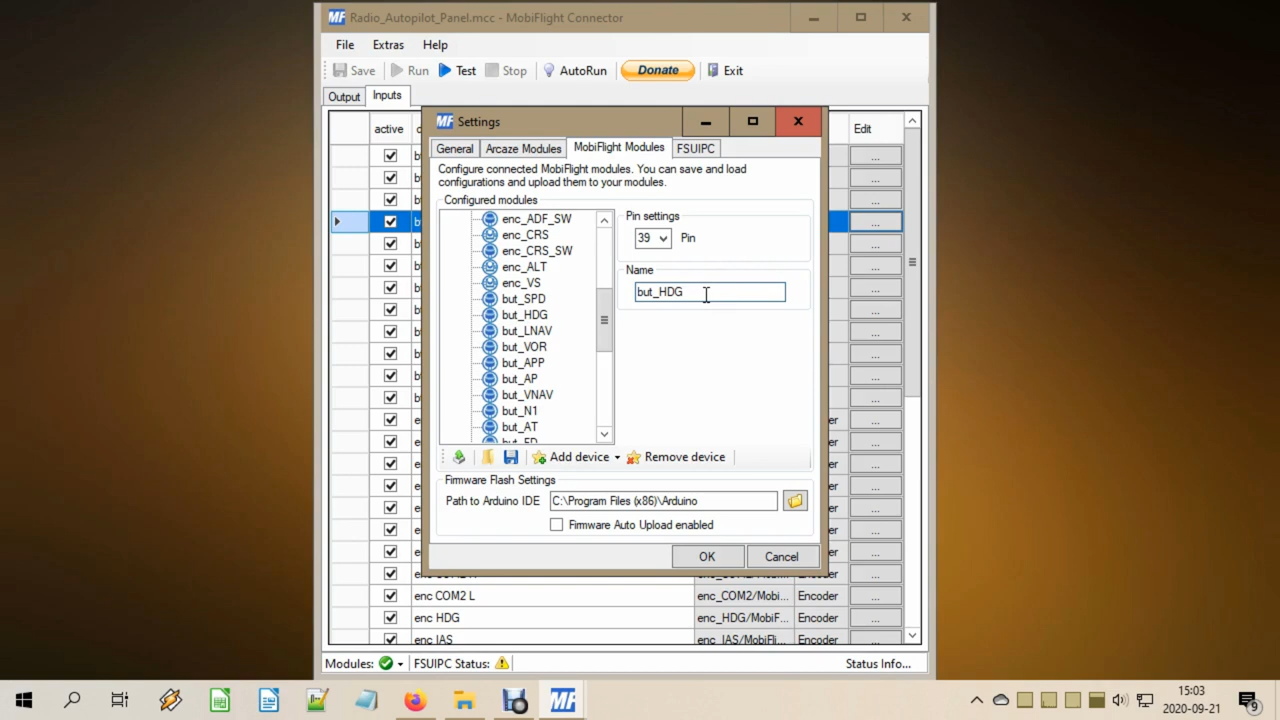 MF Radio_Autopilot_Panel.mcc - MobiFlight Connector
File Extras Help
Save Run Test Stop AutoRun Donate Exit
Output Inputs
active Edit
MF Settings
General Arcaze Modules MobiFlight Modules FSUIPC
Configure connected MobiFlight modules. You can save and load
configurations and upload them to your modules.
Configured modules
enc_ADF_SW
enc_CRS
enc_CRS_SW
enc_ALT
enc_VS
but_SPD
but_HDG
but_LNAV
but_VOR
but_APP
but_AP
but_VNAV
but_N1
but_AT
Pin settings
39 Pin
Name
but_HDG
Add device Remove device
Firmware Flash Settings
Path to Arduino IDE C:\Program Files (x86)\Arduino
Firmware Auto Upload enabled
OK Cancel
enc COM2 L enc_COM2/Mobi... Encoder ...
enc HDG enc_HDG/MobiF... Encoder ...
enc IAS enc_IAS/MobiFli... Encoder ...
Modules: FSUIPC Status: Status Info...
MF
15:03
2020-09-21
9